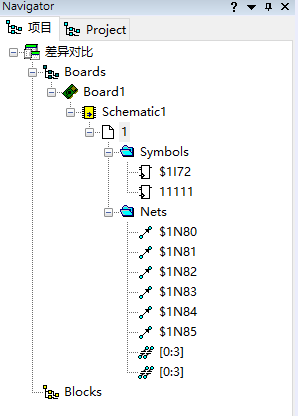 Navigator
项目 Project
差异对比
Boards
Board1
Schematic1
1
Symbols
$1I72
11111
Nets
$1N80
$1N81
$1N82
$1N83
$1N84
$1N85
[0:3]
[0:3]
Blocks